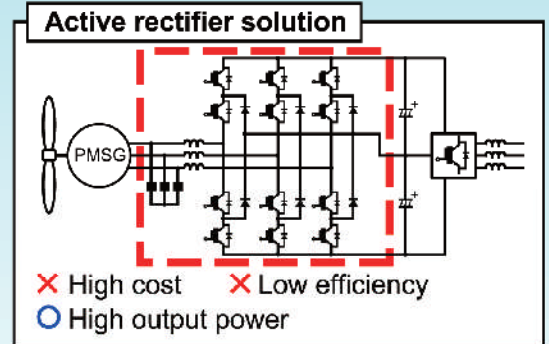 Active rectifier solution
PMSG
+
+
× High cost × Low efficiency
○ High output power